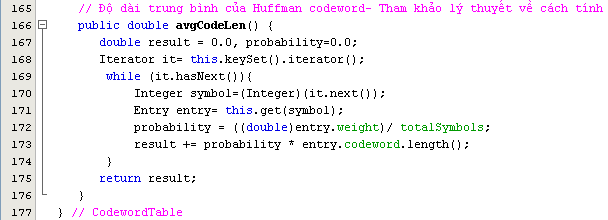 165 // Độ dài trung bình của Huffman codeword- Tham khảo lý thuyết về cách tính
166 public double avgCodeLen() {
167 double result = 0.0, probability=0.0;
168 Iterator it= this.keySet().iterator();
169 while (it.hasNext()){
170 Integer symbol=(Integer)(it.next());
171 Entry entry= this.get(symbol);
172 probability = ((double)entry.weight)/ totalSymbols;
173 result += probability * entry.codeword.length();
174 }
175 return result;
176 }
177 } // CodewordTable